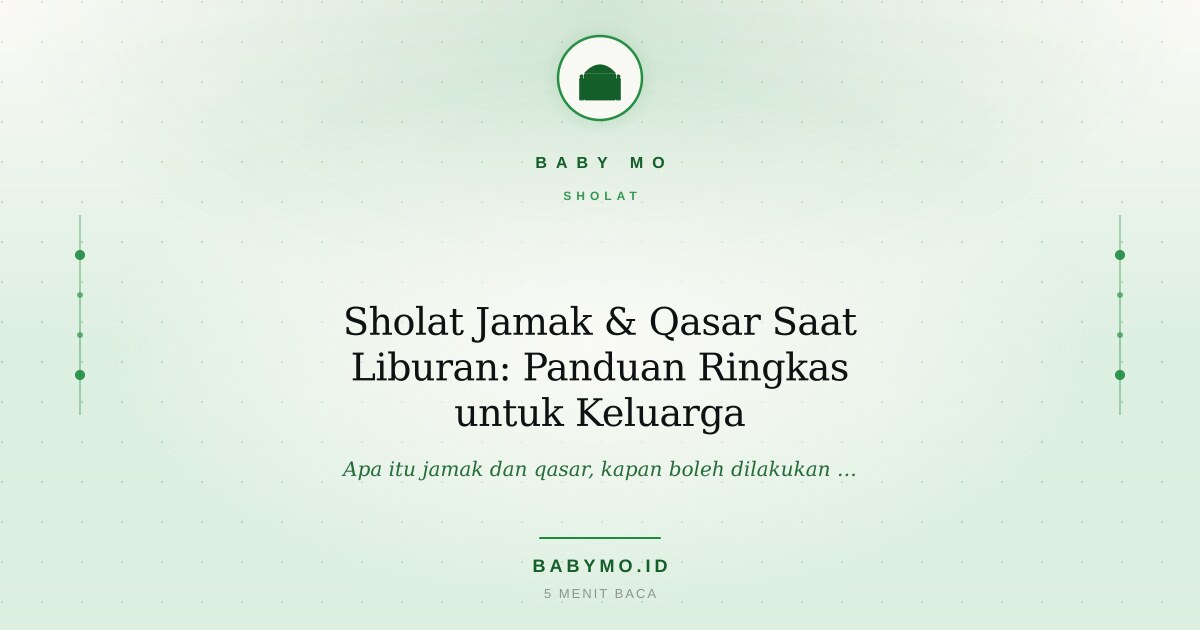 BABY MO
SHOLAT
Sholat Jamak & Qasar Saat
Liburan: Panduan Ringkas
untuk Keluarga
Apa itu jamak dan qasar, kapan boleh dilakukan ...
BABYMO.ID
5 MENIT BACA